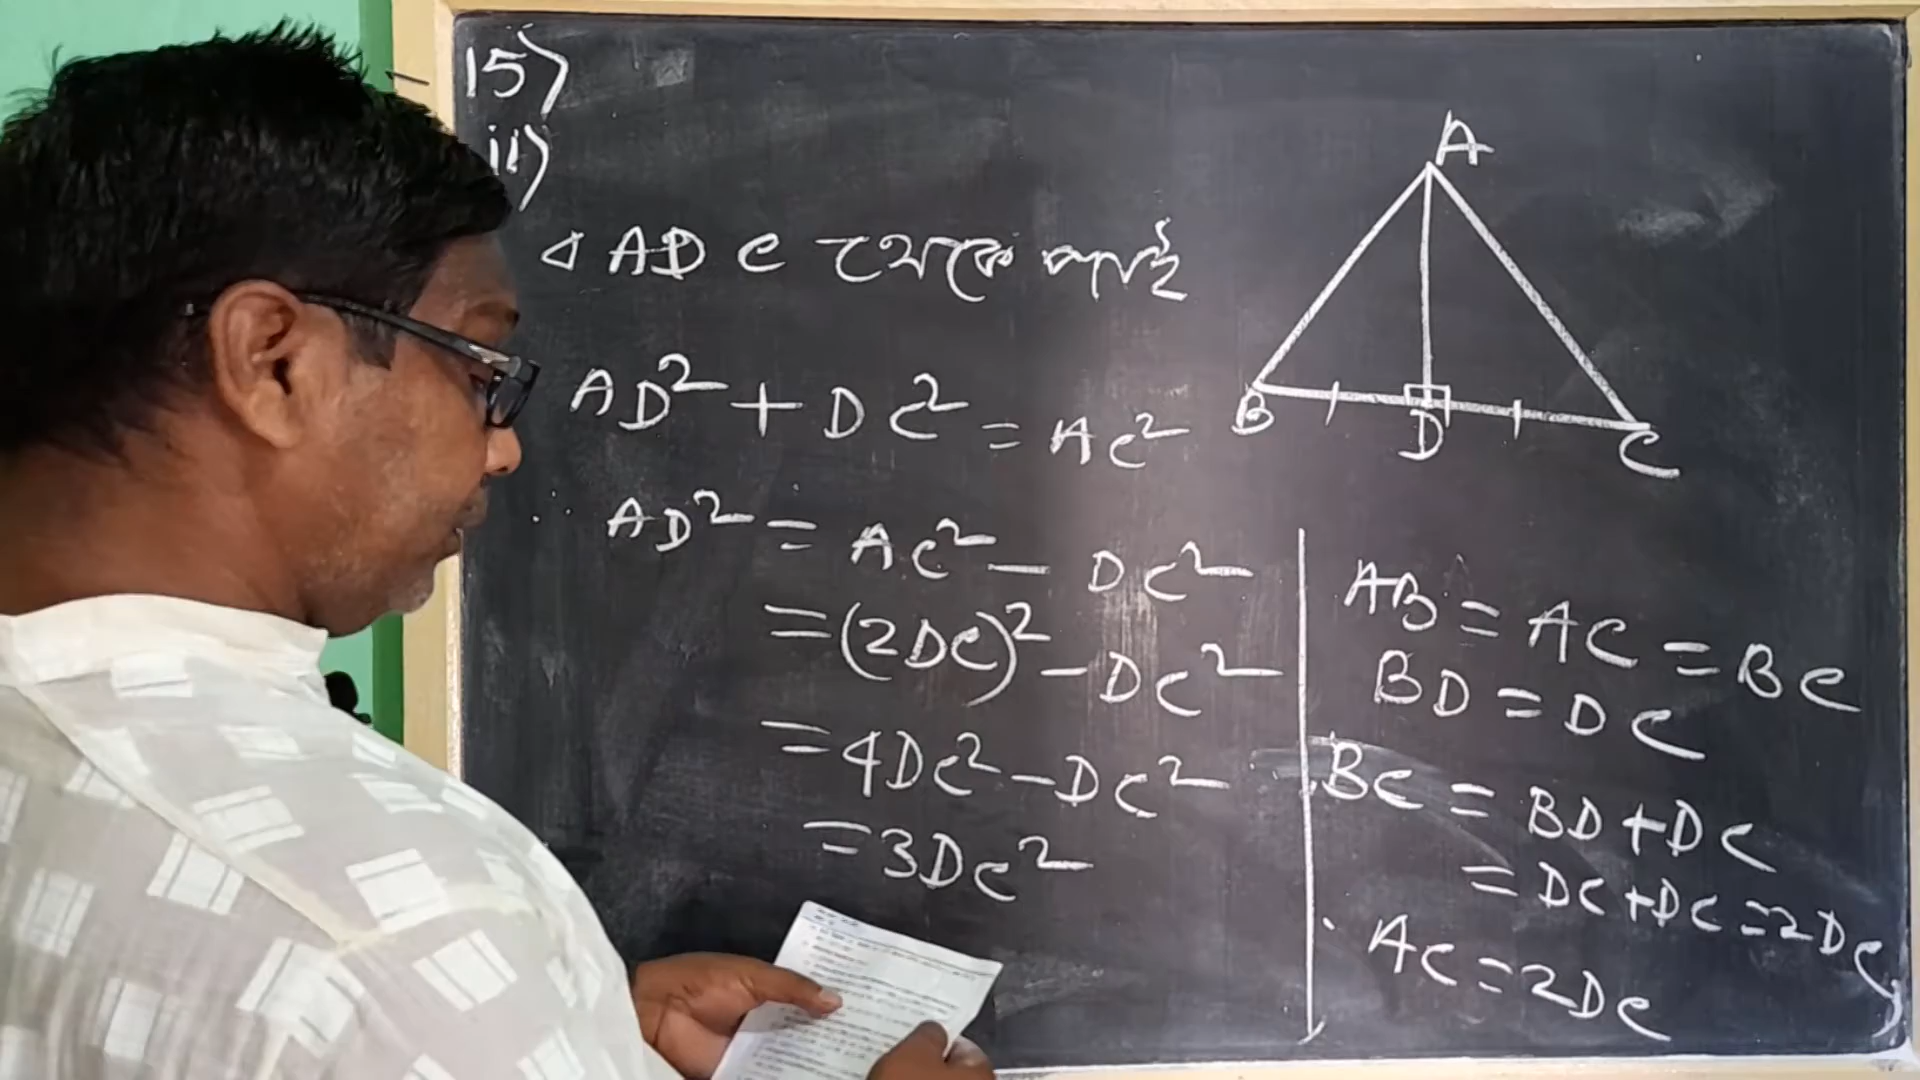 15)
ii)
A
△ ADC থেকে পাই
B
D
C
AD² + DC² = AC²
∴ AD² = AC² - DC²
= (2DC)² - DC²
= 4DC² - DC²
= 3DC²
AB = AC = BC
BD = DC
BC = BD + DC
= DC + DC = 2DC
AC = 2DC